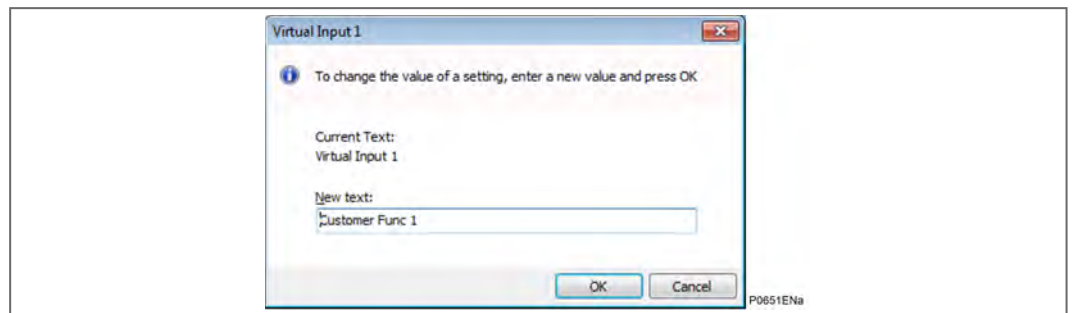 Virtual Input 1
To change the value of a setting, enter a new value and press OK
Current Text:
Virtual Input 1
New text:
Customer Func 1
OK Cancel
P0651ENa